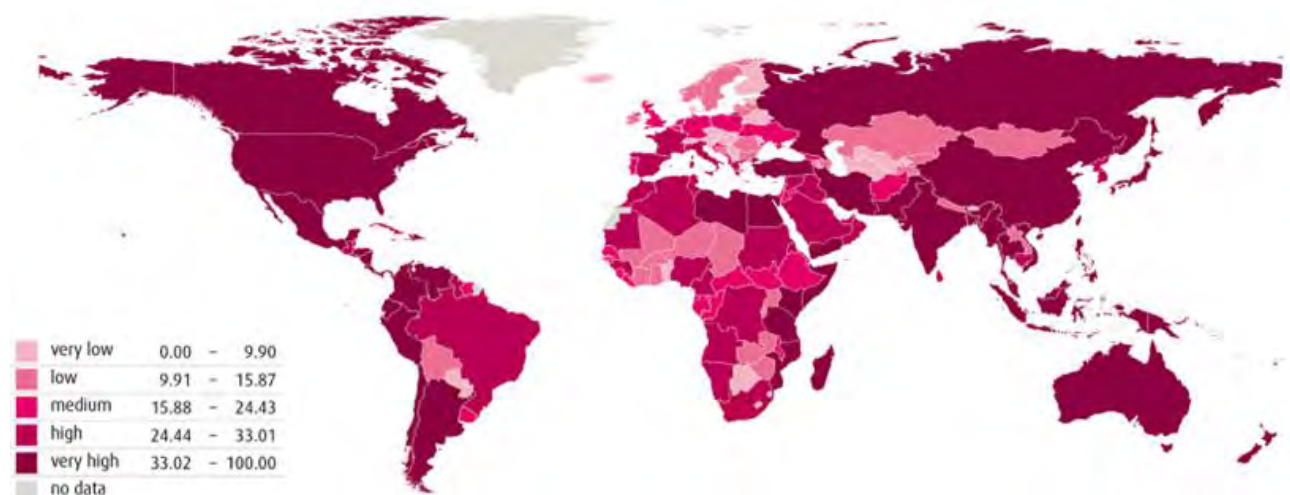 very low 0.00 – 9.90
low 9.91 – 15.87
medium 15.88 – 24.43
high 24.44 – 33.01
very high 33.02 – 100.00
no data